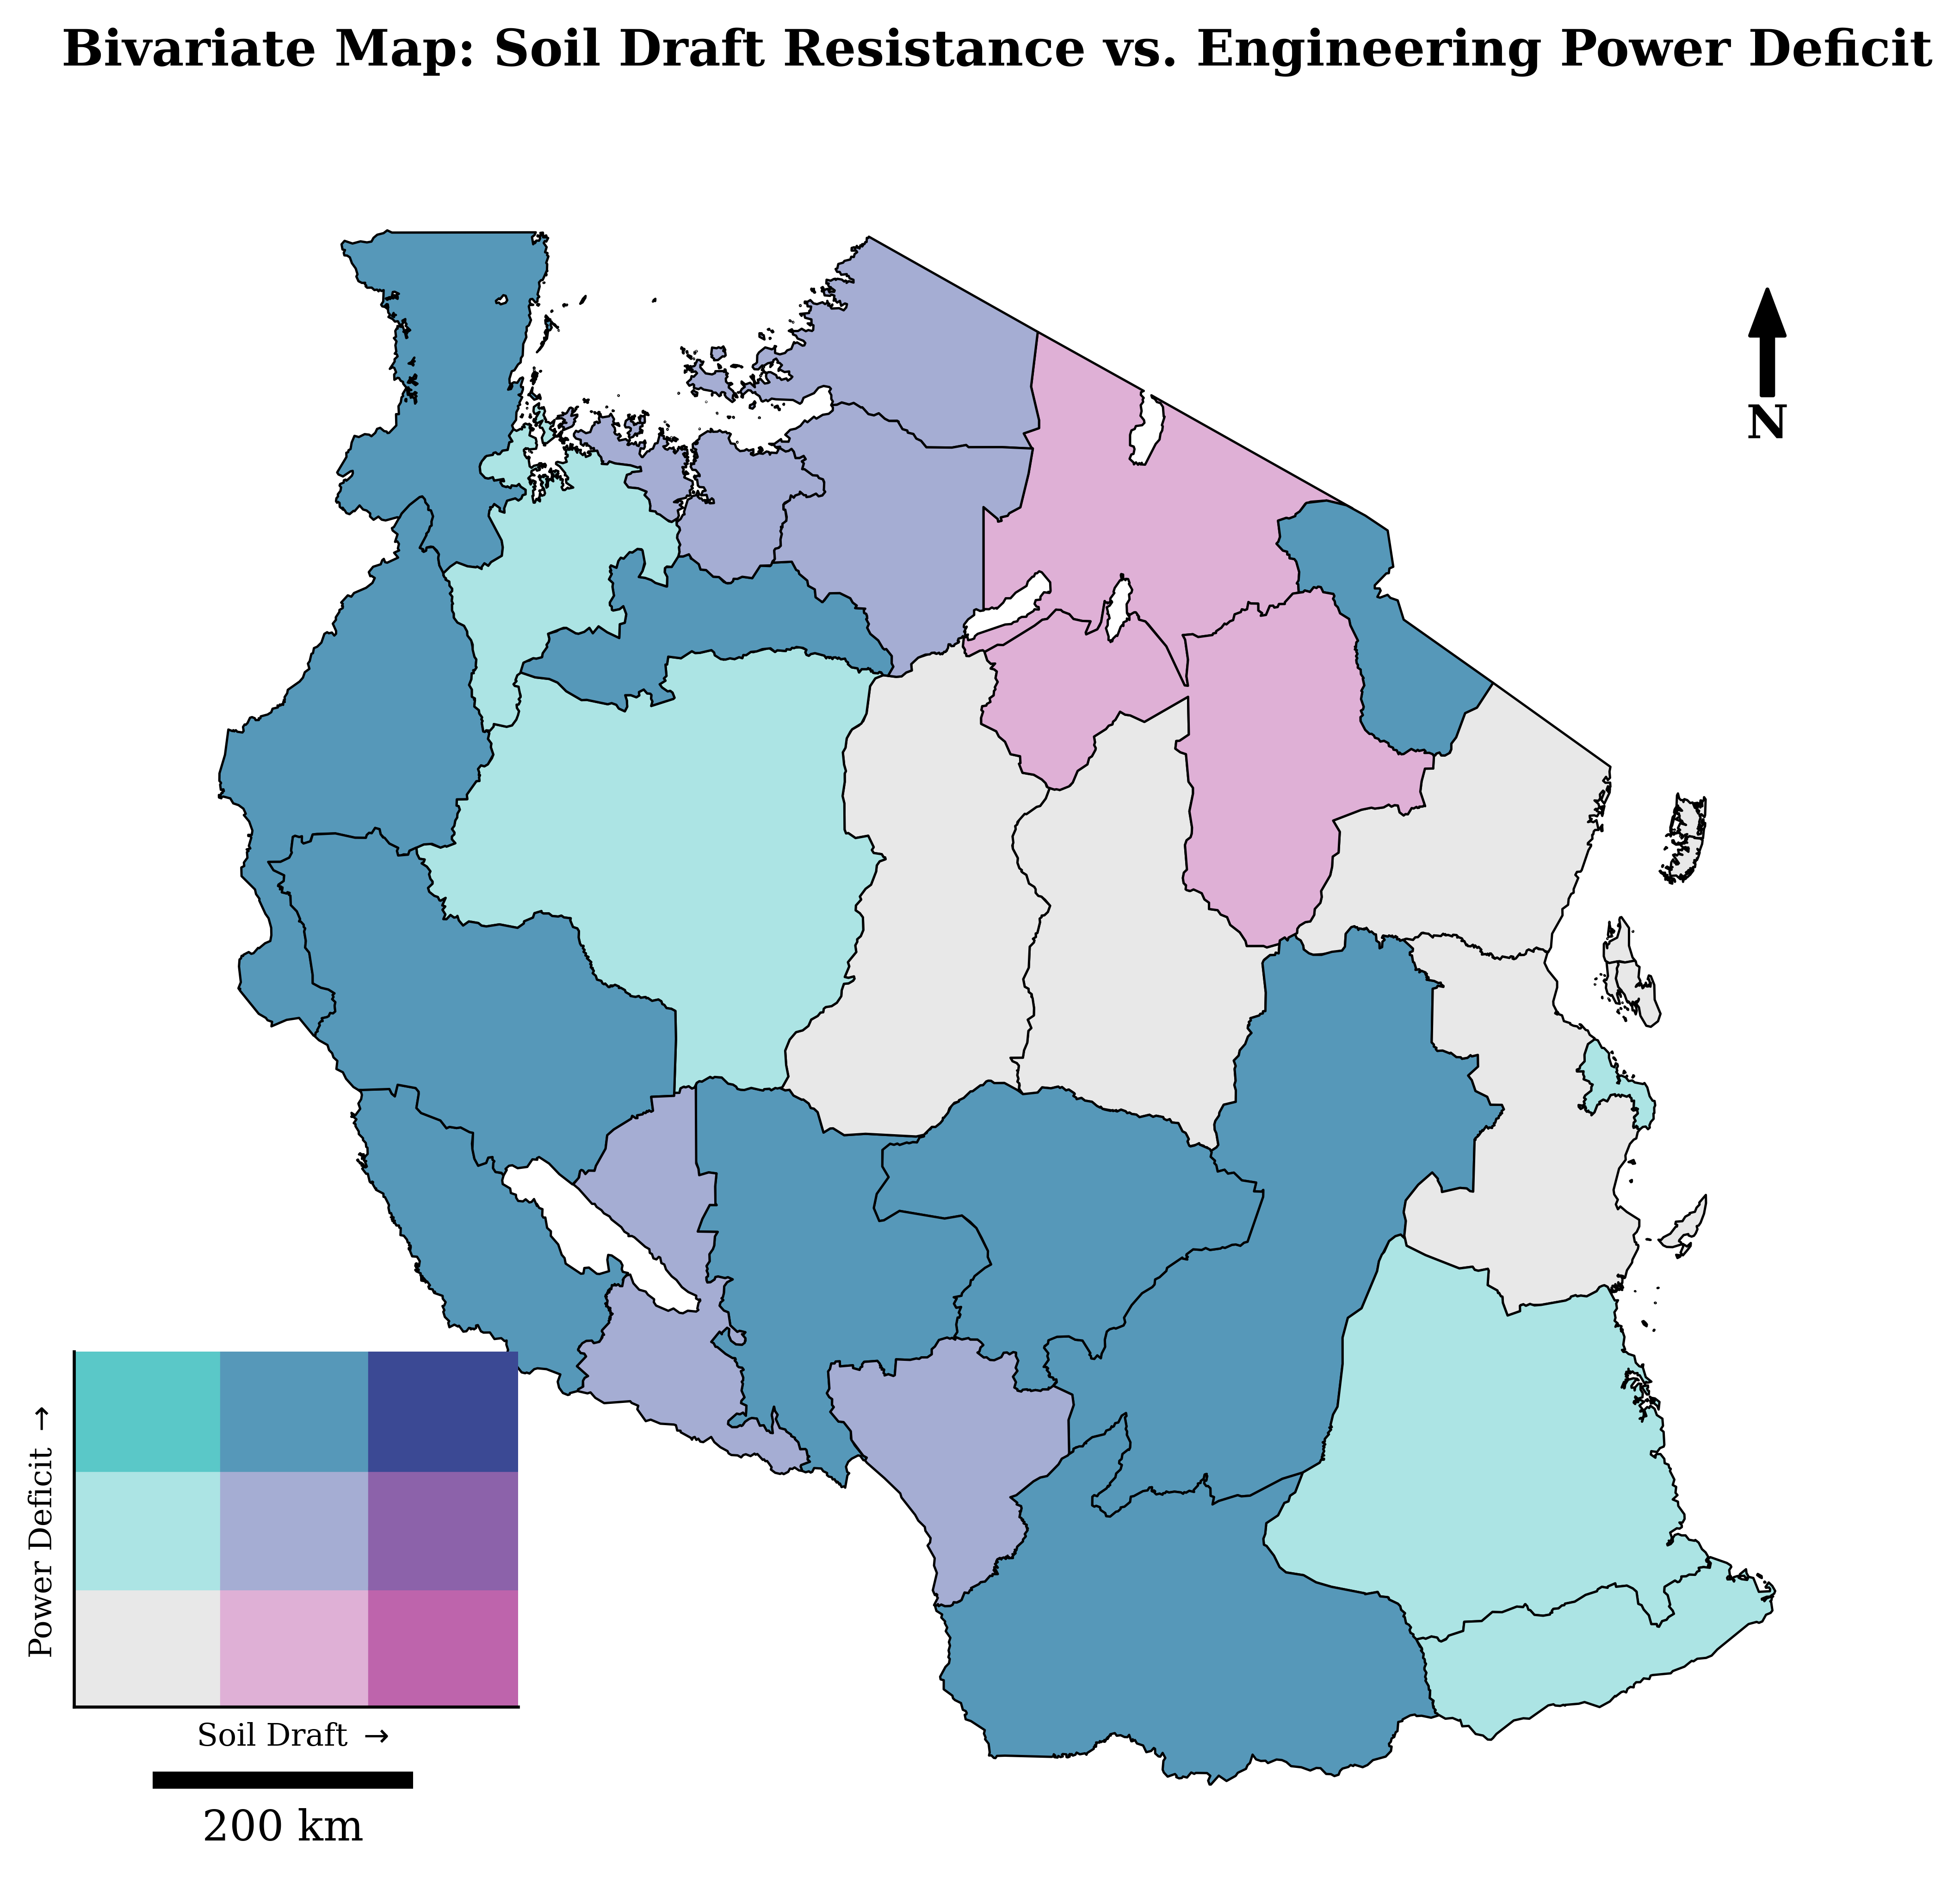 Bivariate Map: Soil Draft Resistance vs. Engineering Power Deficit
N
Power Deficit →
Soil Draft →
200 km